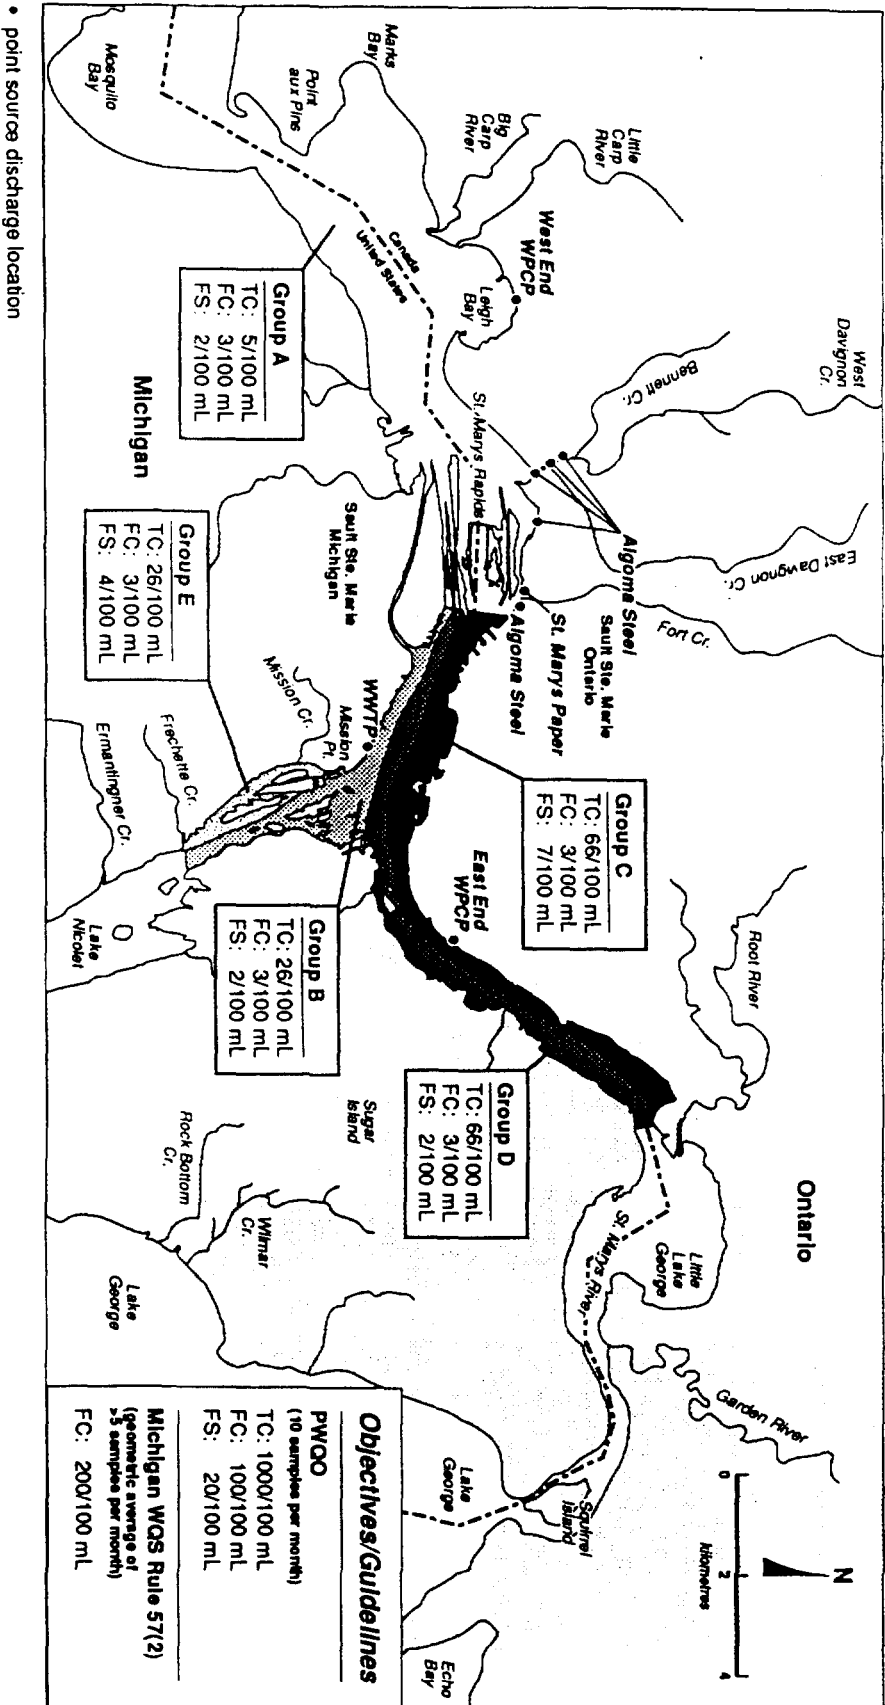 Ontario
N
0 2 4
kilometres
West
Davignon
Cr.
Bennett Cr.
East Davignon Cr.
Fort Cr.
Root River
Garden River
Little
Carp
River
Big
Carp
River
Marks
Bay
Point
aux Pins
Mosquito
Bay
West End
WPCP
Leigh
Bay
Canada
United States
St. Marys Rapids
Algoma Steel
Sault Ste. Marie
Ontario
St. Marys Paper
Algoma Steel
Little
Lake
George
St. Marys River
Squirrel
Island
Lake
George
Echo
Bay
East End
WPCP
Group C
TC: 66/100 mL
FC: 3/100 mL
FS: 7/100 mL
Group D
TC: 66/100 mL
FC: 3/100 mL
FS: 2/100 mL
Group A
TC: 5/100 mL
FC: 3/100 mL
FS: 2/100 mL
Michigan
Sault Ste. Marie
Michigan
WWTP
Mission
Pt.
Mission Cr.
Group E
TC: 26/100 mL
FC: 3/100 mL
FS: 4/100 mL
Group B
TC: 26/100 mL
FC: 3/100 mL
FS: 2/100 mL
Frechette Cr.
Ermantingner Cr.
Lake
Nicolet
Sugar
Island
Rock Bottom
Cr.
Wilmar
Cr.
Lake
George
Objectives/Guidelines
PWQO
(10 samples per month)
TC: 1000/100 mL
FC: 100/100 mL
FS: 20/100 mL
Michigan WQS Rule 57(2)
(geometric average of
>5 samples per month)
FC: 200/100 mL
• point source discharge location